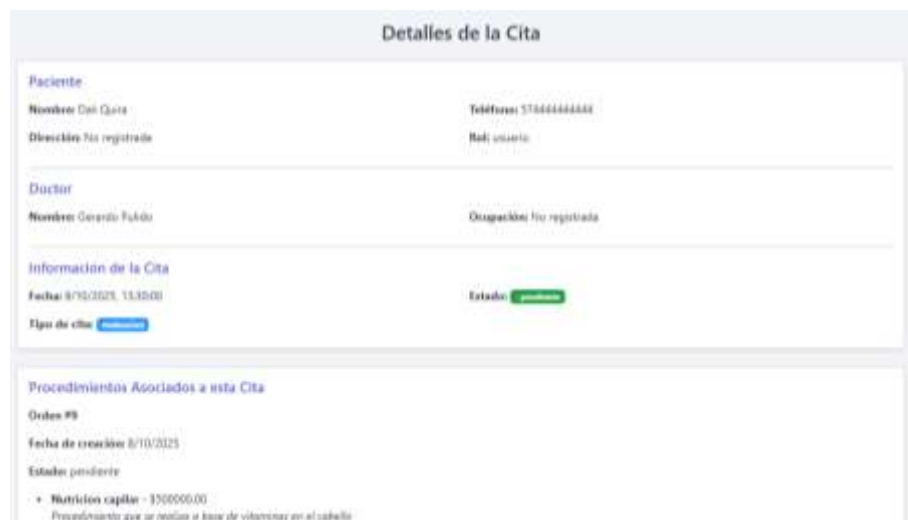 Detalles de la Cita
Paciente
Nombre: Dali Quira
Teléfono: 574444444444
Dirección: No registrada
Rol: usuario
Doctor
Nombre: Gerardo Pulido
Ocupación: No registrada
Información de la Cita
Fecha: 8/10/2025, 13:30:00
Estado: pendiente
Tipo de cita:
Procedimientos Asociados a esta Cita
Orden #9
Fecha de creación: 8/10/2025
Estado: pendiente
• Nutricion capilar - $500000.00
Procedimiento que se realiza a base de vitaminas en el cabello